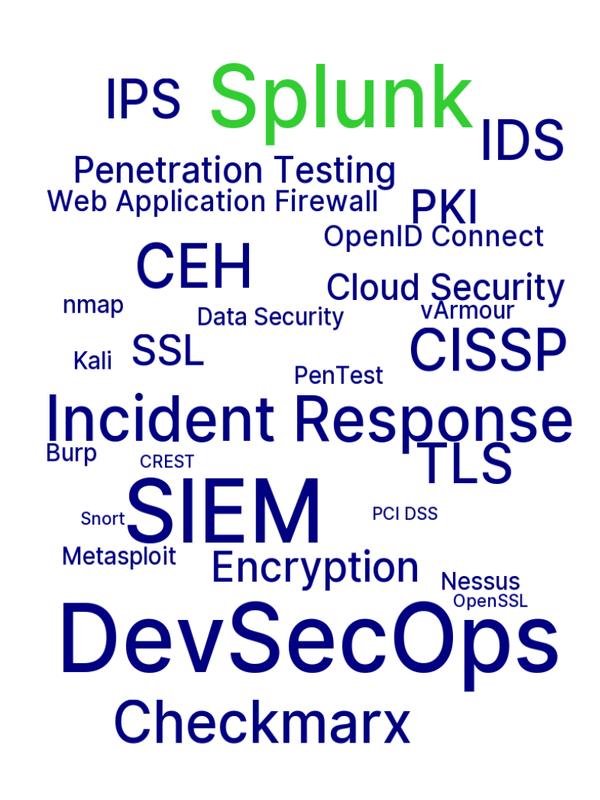 IPS
Splunk
IDS
Penetration Testing
Web Application Firewall
PKI
OpenID Connect
CEH
Cloud Security
nmap
vArmour
Data Security
SSL
CISSP
Kali
PenTest
Incident Response
Burp
TLS
CREST
SIEM
PCI DSS
Snort
Metasploit
Encryption
Nessus
OpenSSL
DevSecOps
Checkmarx